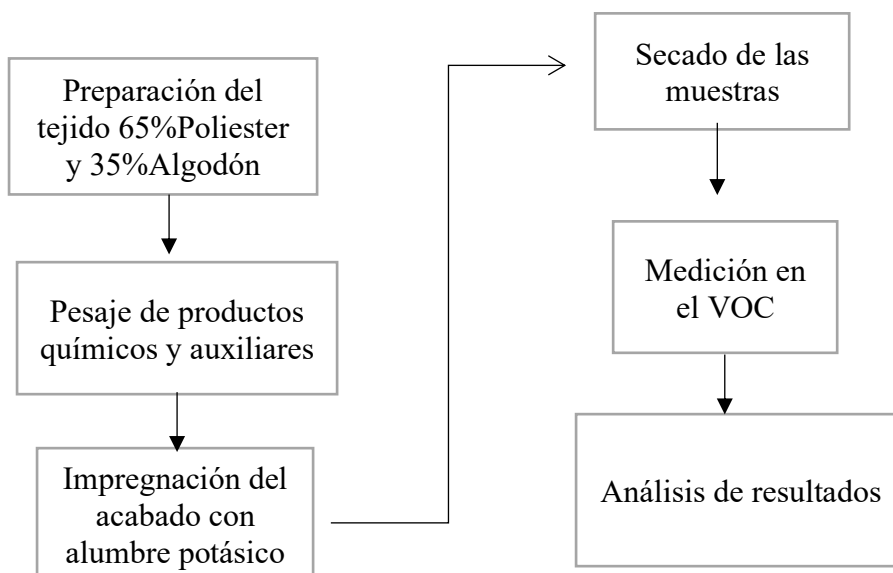 Preparación del
tejido 65%Poliester
y 35%Algodón
Pesaje de productos
químicos y auxiliares
Impregnación del
acabado con
alumbre potásico
Secado de las
muestras
Medición en
el VOC
Análisis de resultados